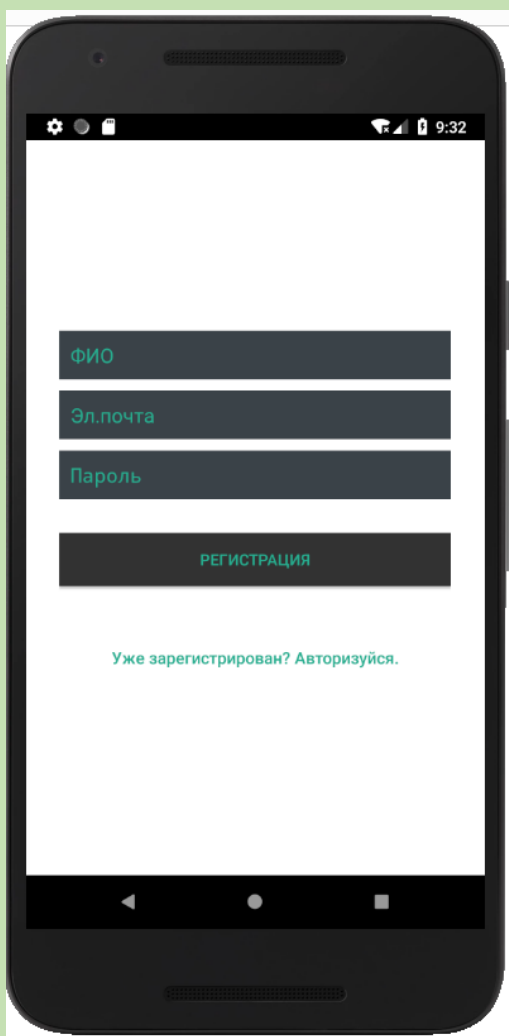 9:32
ФИО
Эл.почта
Пароль
РЕГИСТРАЦИЯ
Уже зарегистрирован? Авторизуйся.